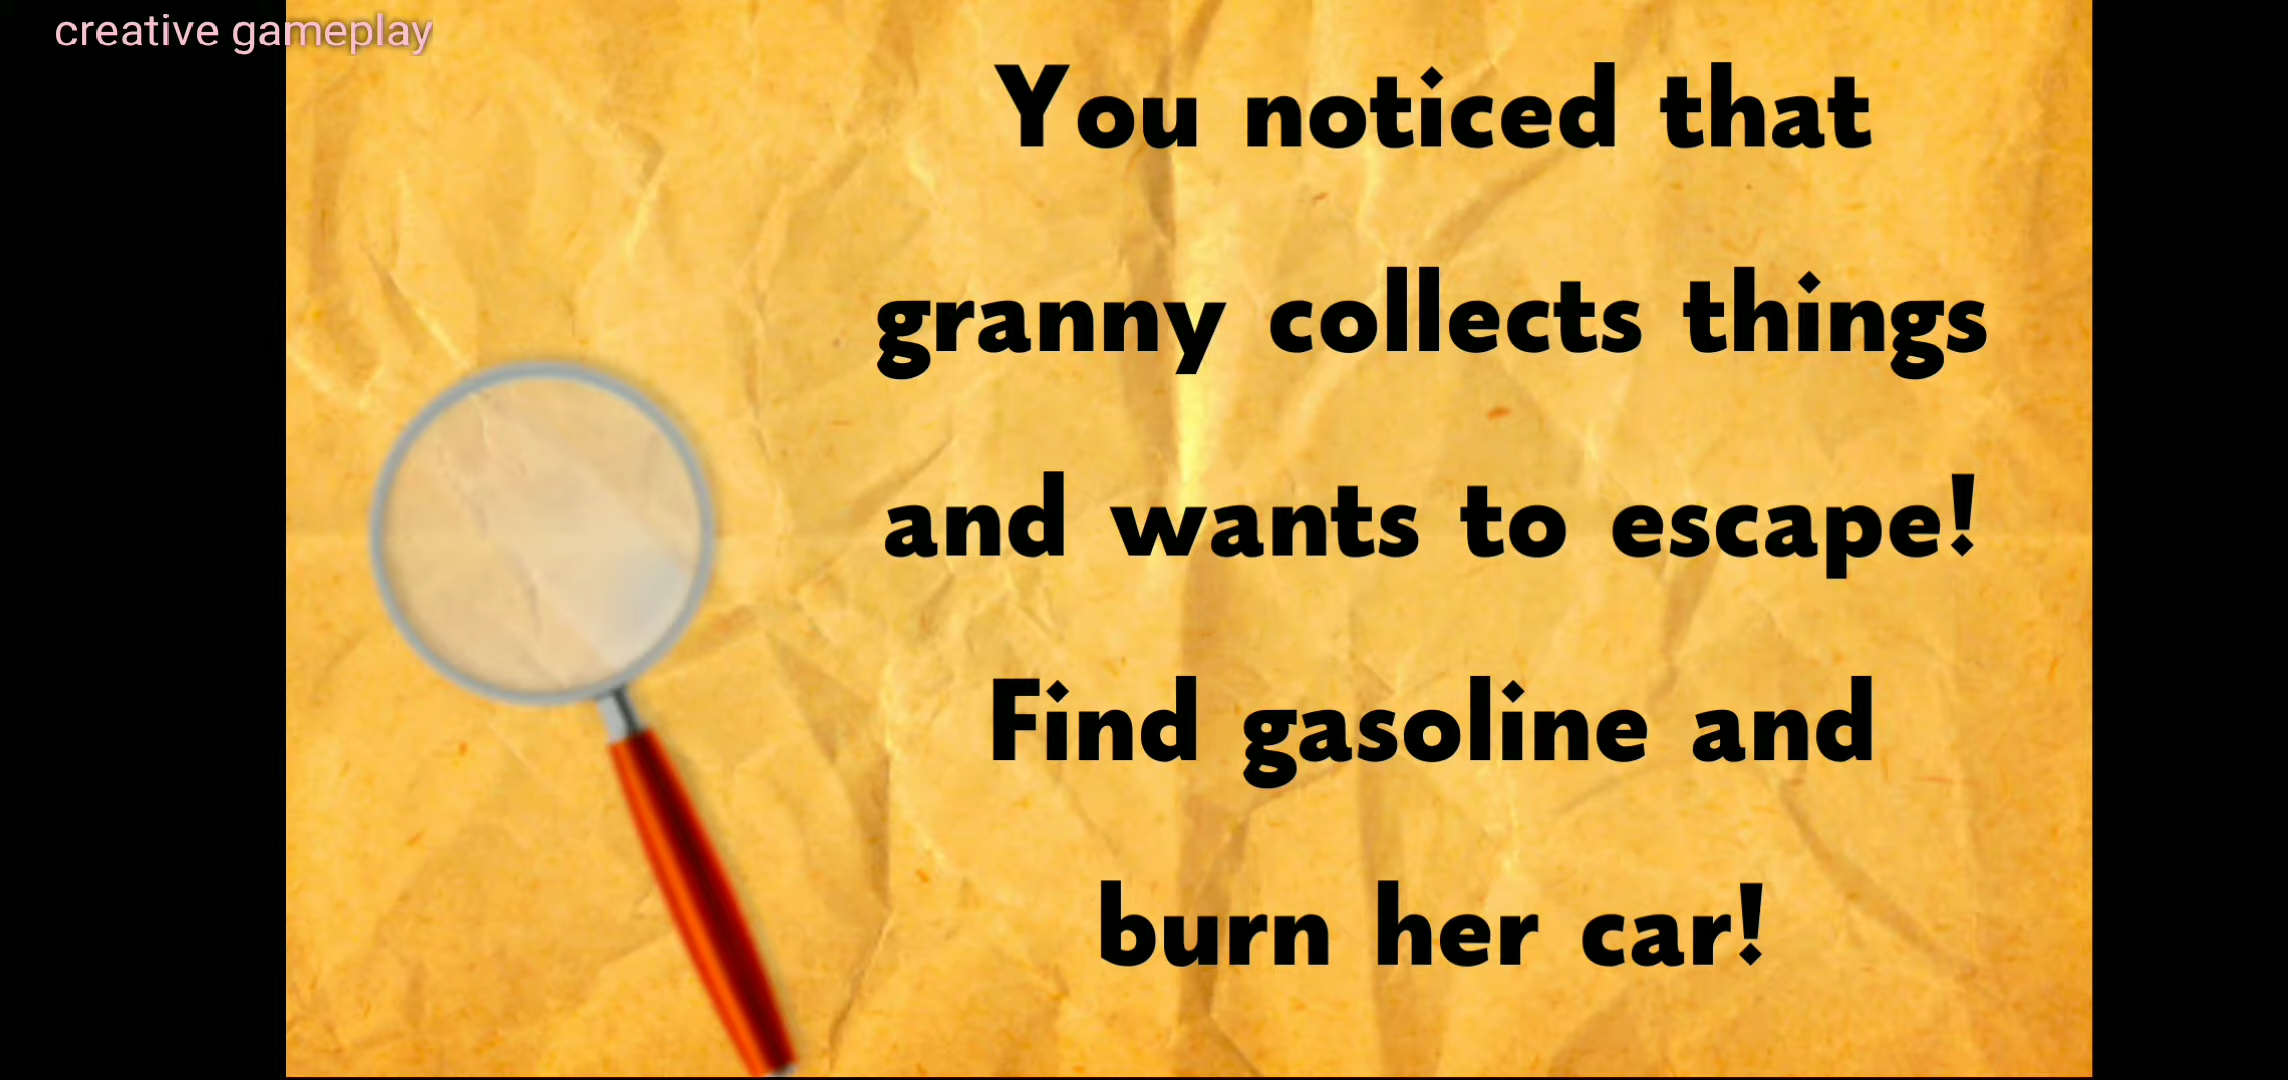 creative gameplay
You noticed that
granny collects things
and wants to escape!
Find gasoline and
burn her car!